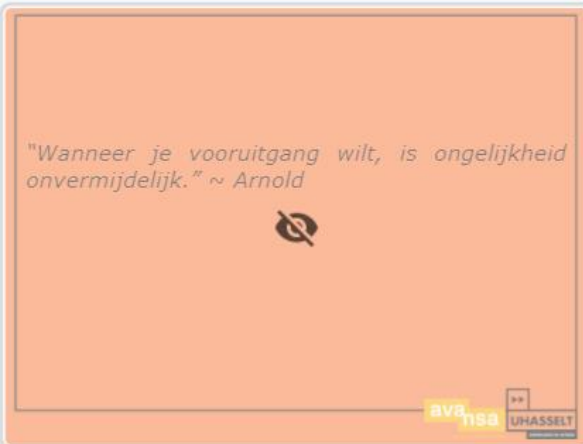 "Wanneer je vooruitgang wilt, is ongelijkheid
onvermijdelijk." ~ Arnold
avansa
UHASSELT